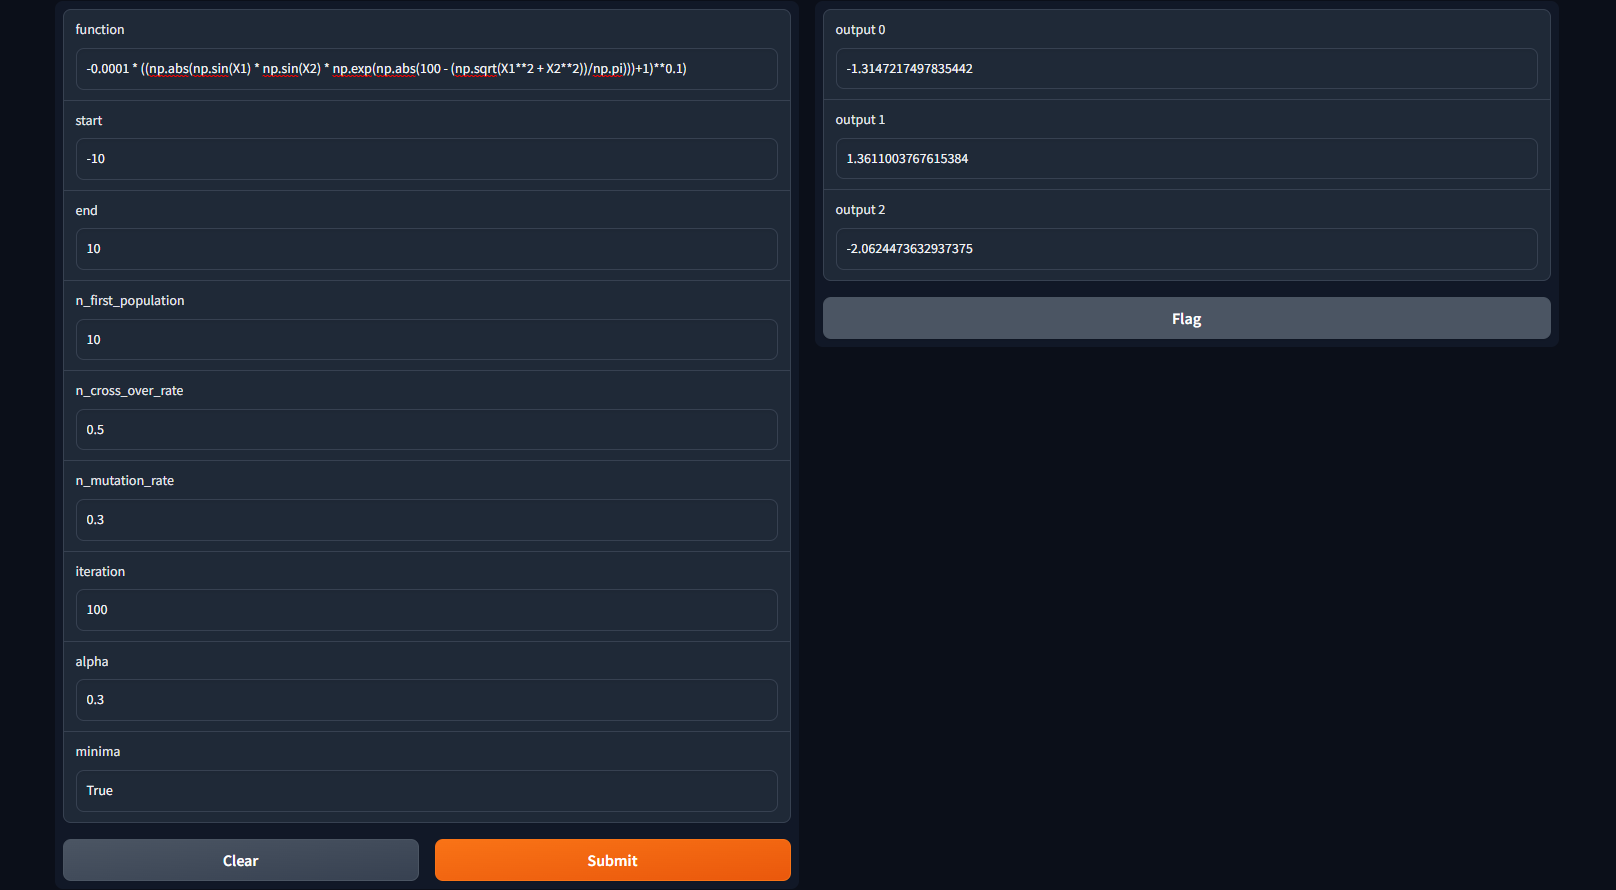 function
-0.0001 * ((np.abs(np.sin(X1) * np.sin(X2) * np.exp(np.abs(100 - (np.sqrt(X1**2 + X2**2))/np.pi)))+1)**0.1)
start
-10
end
10
n_first_population
10
n_cross_over_rate
0.5
n_mutation_rate
0.3
iteration
100
alpha
0.3
minima
True
Clear
Submit
output 0
-1.3147217497835442
output 1
1.3611003767615384
output 2
-2.0624473632937375
Flag